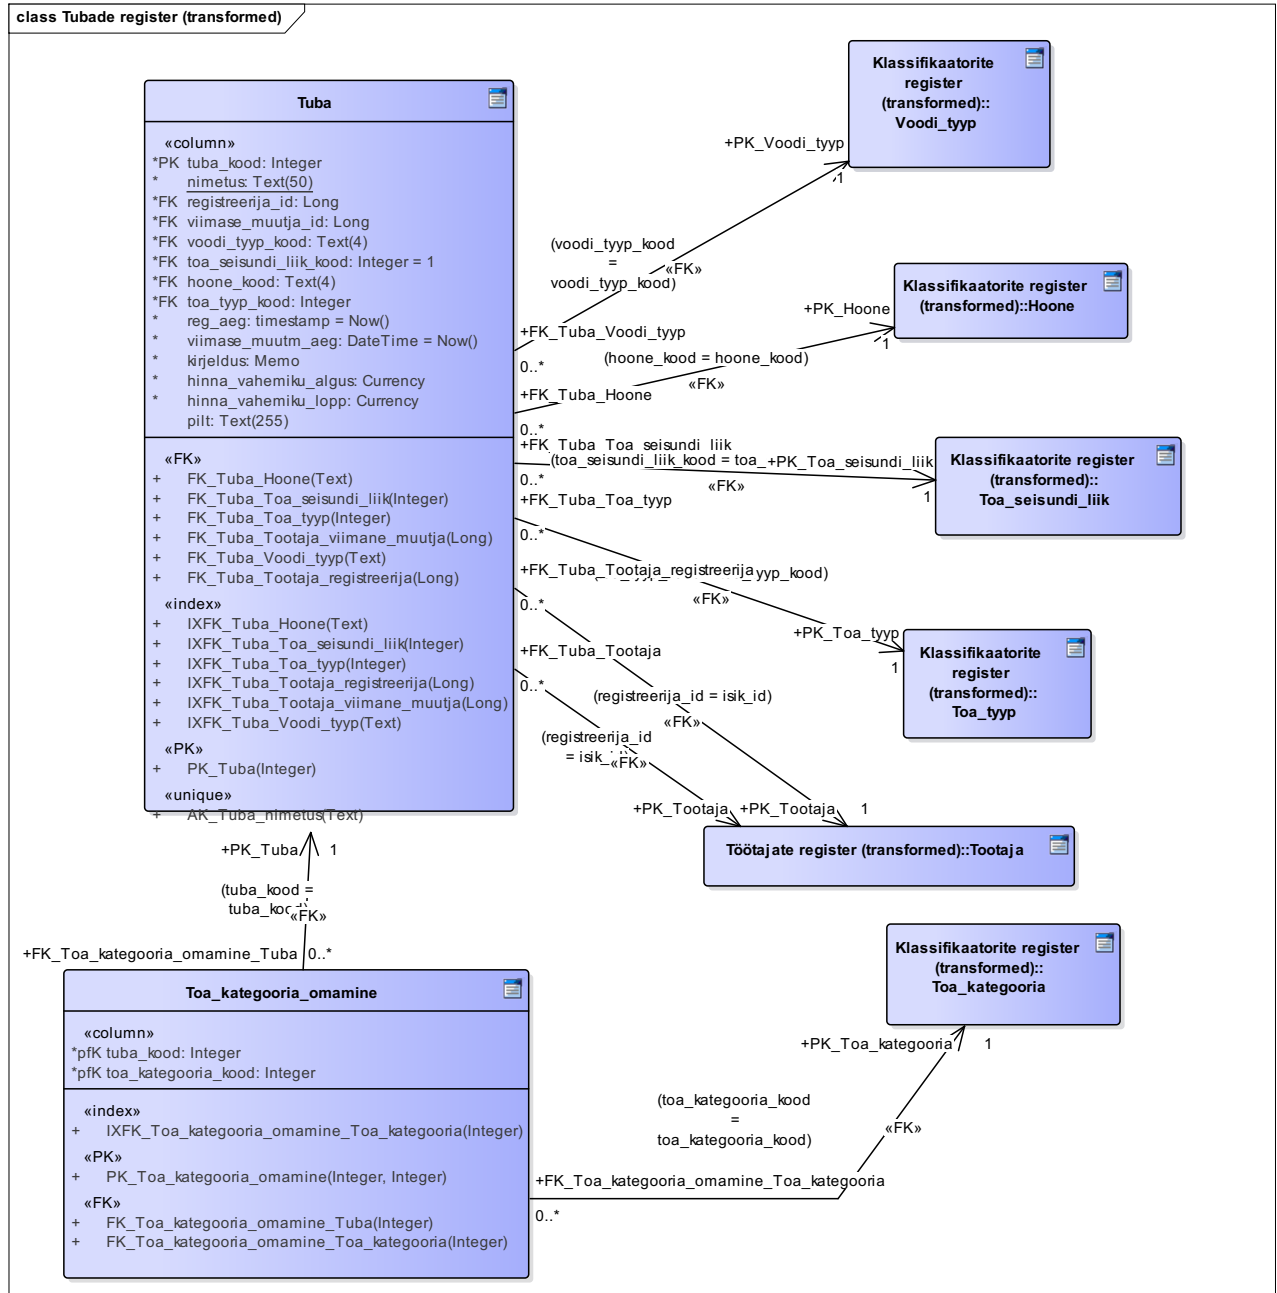 class Tubade register (transformed)
Tuba
«column»
*PK tuba_kood: Integer
* nimetus: Text(50)
*FK registreerija_id: Long
*FK viimase_muutja_id: Long
*FK voodi_tyyp_kood: Text(4)
*FK toa_seisundi_liik_kood: Integer = 1
*FK hoone_kood: Text(4)
*FK toa_tyyp_kood: Integer
* reg_aeg: timestamp = Now()
* viimase_muutm_aeg: DateTime = Now()
* kirjeldus: Memo
* hinna_vahemiku_algus: Currency
* hinna_vahemiku_lopp: Currency
pilt: Text(255)
«FK»
+ FK_Tuba_Hoone(Text)
+ FK_Tuba_Toa_seisundi_liik(Integer)
+ FK_Tuba_Toa_tyyp(Integer)
+ FK_Tuba_Tootaja_viimane_muutja(Long)
+ FK_Tuba_Voodi_tyyp(Text)
+ FK_Tuba_Tootaja_registreerija(Long)
«index»
+ IXFK_Tuba_Hoone(Text)
+ IXFK_Tuba_Toa_seisundi_liik(Integer)
+ IXFK_Tuba_Toa_tyyp(Integer)
+ IXFK_Tuba_Tootaja_registreerija(Long)
+ IXFK_Tuba_Tootaja_viimane_muutja(Long)
+ IXFK_Tuba_Voodi_tyyp(Text)
«PK»
+ PK_Tuba(Integer)
«unique»
+ AK_Tuba_nimetus(Text)
Klassifikaatorite
register
(transformed)::
Voodi_tyyp
+PK_Voodi_tyyp
1
(voodi_tyyp_kood
=
voodi_tyyp_kood)
«FK»
+FK_Tuba_Voodi_tyyp
0..*
Klassifikaatorite register
(transformed)::Hoone
+PK_Hoone
1
(hoone_kood = hoone_kood)
«FK»
+FK_Tuba_Hoone
0..*
Klassifikaatorite register
(transformed)::
Toa_seisundi_liik
+FK_Tuba_Toa_seisundi_liik
(toa_seisundi_liik_kood = toa_
+PK_Toa_seisundi_liik
0..*
«FK»
1
+FK_Tuba_Toa_tyyp
0..*
yyp_kood)
«FK»
+PK_Toa_tyyp
1
Klassifikaatorite
register
(transformed)::
Toa_tyyp
+FK_Tuba_Tootaja_registreerija
0..*
(registreerija_id = isik_id)
«FK»
+PK_Tootaja
1
+FK_Tuba_Tootaja
0..*
(registreerija_id
= isik_id)
«FK»
+PK_Tootaja
Töötajate register (transformed)::Tootaja
+PK_Tuba
1
(tuba_kood =
tuba_kood)
«FK»
+FK_Toa_kategooria_omamine_Tuba
0..*
Toa_kategooria_omamine
«column»
*pfK tuba_kood: Integer
*pfK toa_kategooria_kood: Integer
«index»
+ IXFK_Toa_kategooria_omamine_Toa_kategooria(Integer)
«PK»
+ PK_Toa_kategooria_omamine(Integer, Integer)
«FK»
+ FK_Toa_kategooria_omamine_Tuba(Integer)
+ FK_Toa_kategooria_omamine_Toa_kategooria(Integer)
Klassifikaatorite register
(transformed)::
Toa_kategooria
+PK_Toa_kategooria
1
(toa_kategooria_kood
=
toa_kategooria_kood)
«FK»
+FK_Toa_kategooria_omamine_Toa_kategooria
0..*